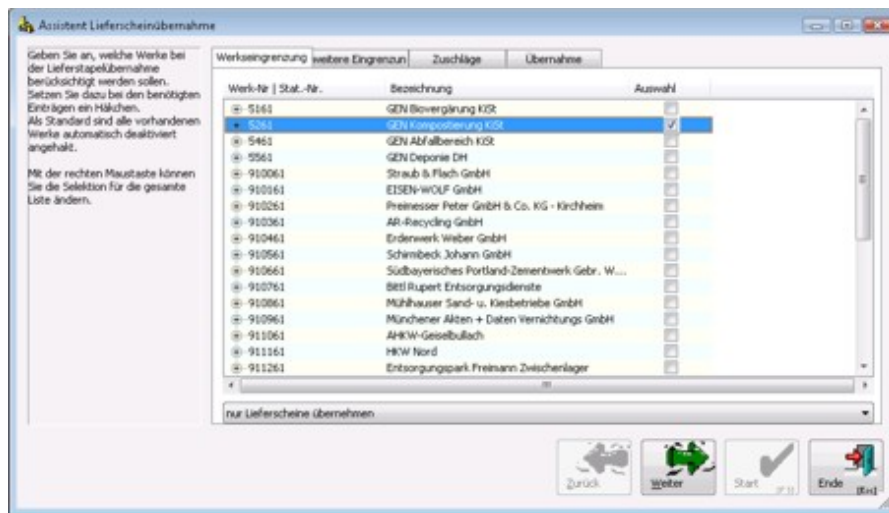 Assistent Lieferscheinübernahme
Geben Sie an, welche Werke bei
der Lieferstapelübernahme
berücksichtigt werden sollen.
Setzen Sie dazu bei den benötigten
Einträgen ein Häkchen.
Als Standard sind alle vorhandenen
Werke automatisch deaktiviert
angehakt.
Mit der rechten Maustaste können
Sie die Selektion für die gesamte
Liste ändern.
Werkseingrenzung weitere Eingrenzun Zuschläge Übernahme
Werk-Nr | Stat.-Nr. Bezeichnung Auswahl
5161 GEN Biovergärung KiSt
5261 GEN Kompostierung KiSt
5461 GEN Abfallbereich KiSt
5561 GEN Deponie DH
910061 Straub & Flach GmbH
910161 EISEN-WOLF GmbH
910261 Preimesser Peter GmbH & Co. KG - Kirchheim
910361 AR-Recycling GmbH
910461 Erdenwerk Weber GmbH
910561 Schirmbeck Johann GmbH
910661 Südbayerisches Portland-Zementwerk Gebr. W...
910761 Bittl Rupert Entsorgungsdienste
910861 Mühlhauser Sand- u. Kiesbetriebe GmbH
910961 Münchener Akten + Daten Vernichtungs GmbH
911061 AHKW-Geiselbullach
911161 HKW Nord
911261 Entsorgungspark Freimann Zwischenlager
nur Lieferscheine übernehmen
Zurück Weiter Start Ende